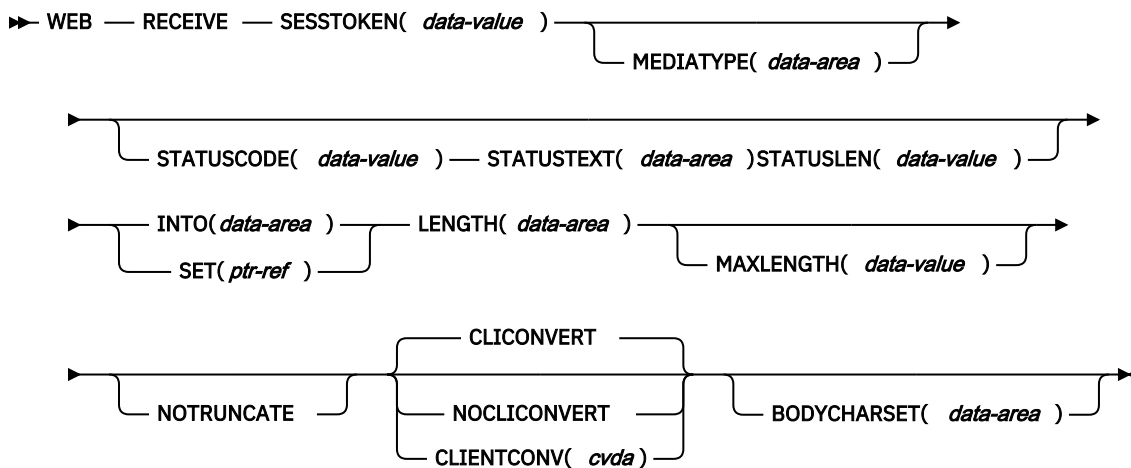 WEB RECEIVE SESSTOKEN( data-value )
MEDIATYPE( data-area )
STATUSCODE( data-value ) STATUSTEXT( data-area )STATUSLEN( data-value )
INTO(data-area ) LENGTH( data-area )
SET(ptr-ref ) MAXLENGTH( data-value )
CLICONVERT
NOTRUNCATE NOCLICONVERT BODYCHARSET( data-area )
CLIENTCONV( cvda )